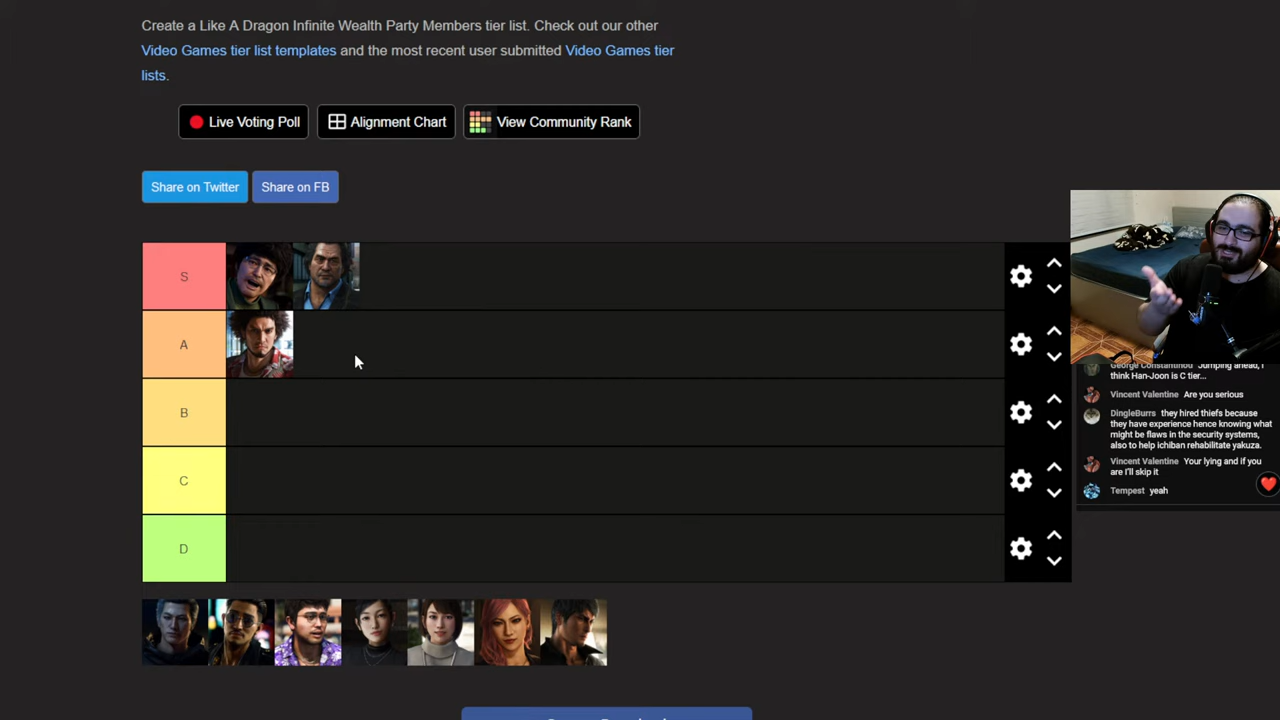 Create a Like A Dragon Infinite Wealth Party Members tier list. Check out our other
Video Games tier list templates and the most recent user submitted Video Games tier
lists.
Live Voting Poll
Alignment Chart
View Community Rank
Share on Twitter
Share on FB
S
A
B
C
D
George Constantinou Jumping ahead, I
think Han-Joon is C tier...
Vincent Valentine Are you serious
DingleBurrs they hired thiefs because
they have experience hence knowing what
might be flaws in the security systems,
also to help ichiban rehabilitate yakuza.
Vincent Valentine Your lying and if you
are I'll skip it
Tempest yeah